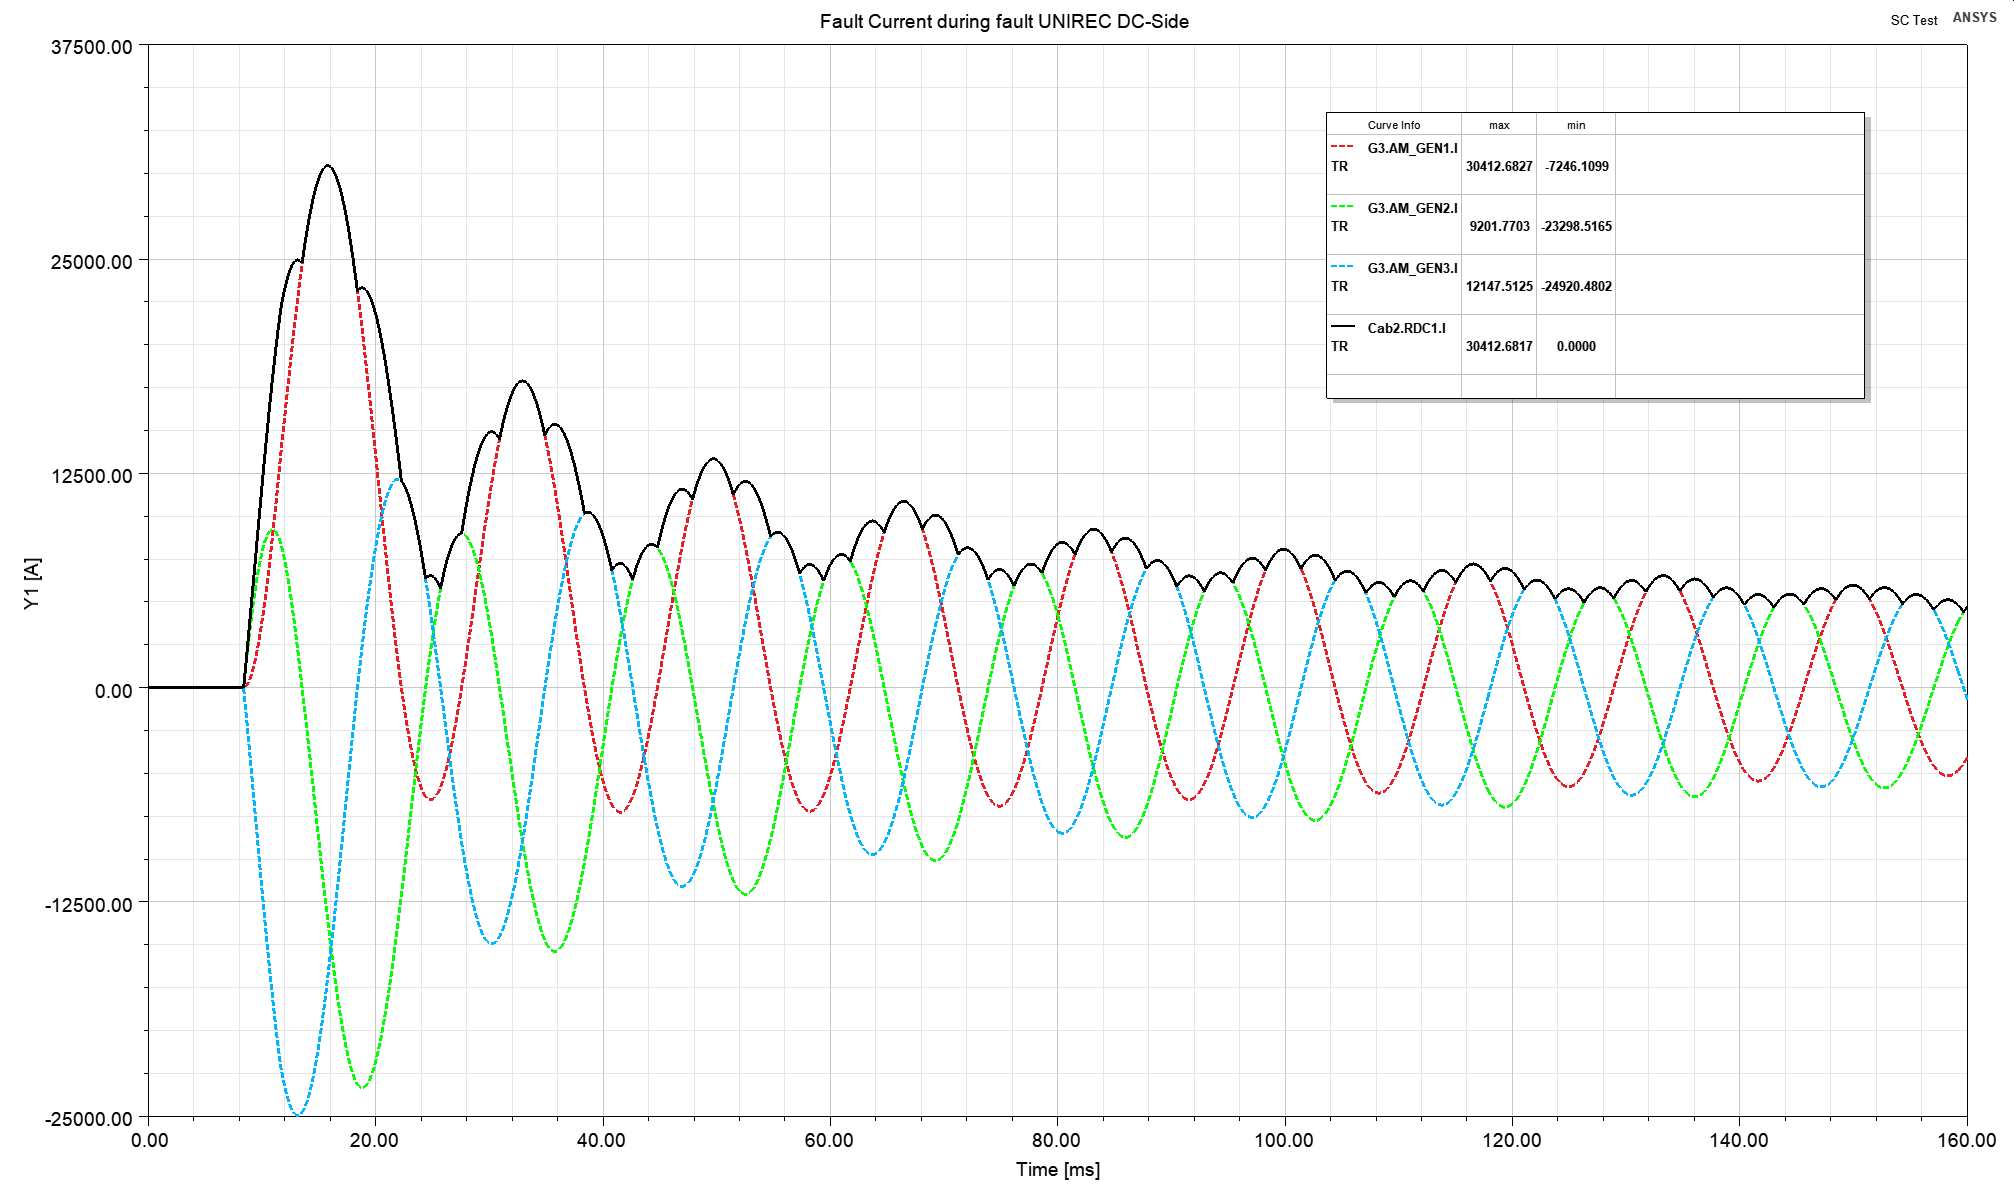 Fault Current during fault UNIREC DC-Side
SC Test ANSYS
37500.00
25000.00
12500.00
0.00
-12500.00
-25000.00
Y1 [A]
Curve Info max min
G3.AM_GEN1.I
TR 30412.6827 -7246.1099
G3.AM_GEN2.I
TR 9201.7703 -23298.5165
G3.AM_GEN3.I
TR 12147.5125 -24920.4802
Cab2.RDC1.I
TR 30412.6817 0.0000
0.00 20.00 40.00 60.00 80.00 100.00 120.00 140.00 160.00
Time [ms]